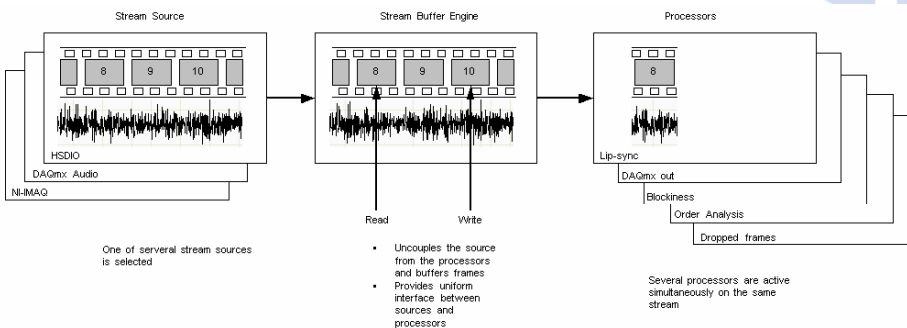 Stream Source
Stream Buffer Engine
Processors
8 9 10
HSDIO
DAQmx Audio
NI-IMAQ
One of serveral stream sources
is selected
8 9 10
Read
Write
▪ Uncouples the source
from the processors
and buffers frames
▪ Provides uniform
interface between
sources and
processors
8
Lip-sync
DAQmx out
Blockiness
Order Analysis
Dropped frames
Several processors are active
simultaneously on the same
stream